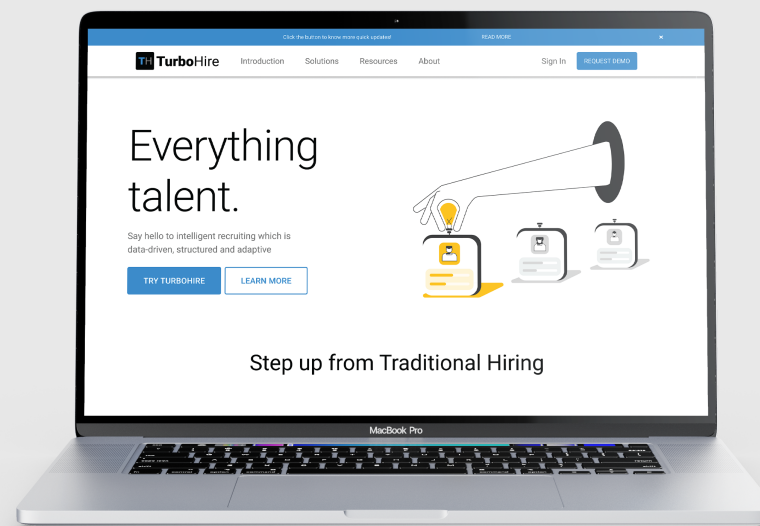 Click the button to know more quick updates!
READ MORE
×
TH TurboHire
Introduction
Solutions
Resources
About
Sign In
REQUEST DEMO
Everything
talent.
Say hello to intelligent recruiting which is
data-driven, structured and adaptive
TRY TURBOHIRE
LEARN MORE
Step up from Traditional Hiring
MacBook Pro